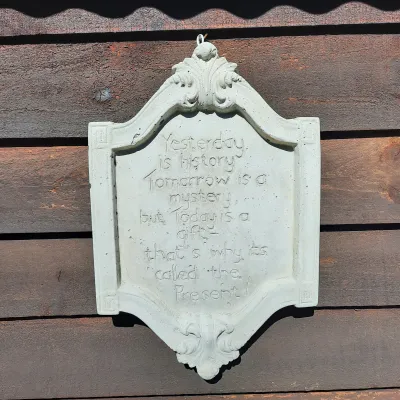 Yesterday
is history
Tomorrow is a
mystery
but Today is a
gift -
that's why its
called the
Present!